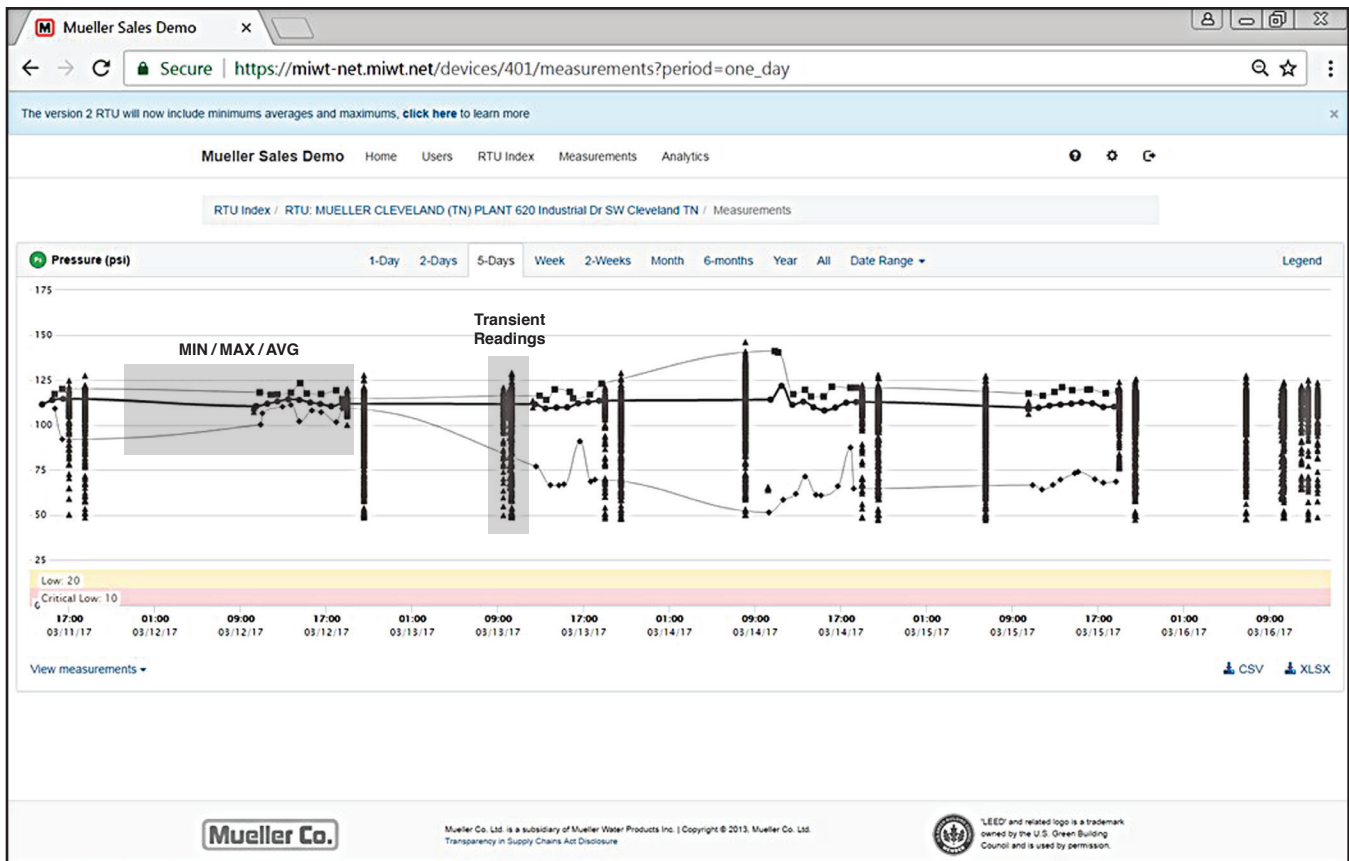 Mueller Sales Demo
Secure | https://miwt-net.miwt.net/devices/401/measurements?period=one_day
The version 2 RTU will now include minimums averages and maximums, click here to learn more
Mueller Sales Demo Home Users RTU Index Measurements Analytics
RTU Index / RTU: MUELLER CLEVELAND (TN) PLANT 620 Industrial Dr SW Cleveland TN / Measurements
Pressure (psi) 1-Day 2-Days 5-Days Week 2-Weeks Month 6-months Year All Date Range Legend
175
Transient
Readings
150
MIN / MAX / AVG
125
100
75
50
25
Low: 20
Critical Low: 10
0
17:00 01:00 09:00 17:00 01:00 09:00 17:00 01:00 09:00 17:00 01:00 09:00 17:00 01:00 09:00
03/11/17 03/12/17 03/12/17 03/12/17 03/13/17 03/13/17 03/13/17 03/14/17 03/14/17 03/14/17 03/15/17 03/15/17 03/15/17 03/16/17 03/16/17
View measurements CSV XLSX
Mueller Co.
Mueller Co. Ltd. is a subsidiary of Mueller Water Products Inc. | Copyright © 2013, Mueller Co. Ltd.
Transparency in Supply Chains Act Disclosure
'LEED' and related logo is a trademark
owned by the U.S. Green Building
Council and is used by permission.